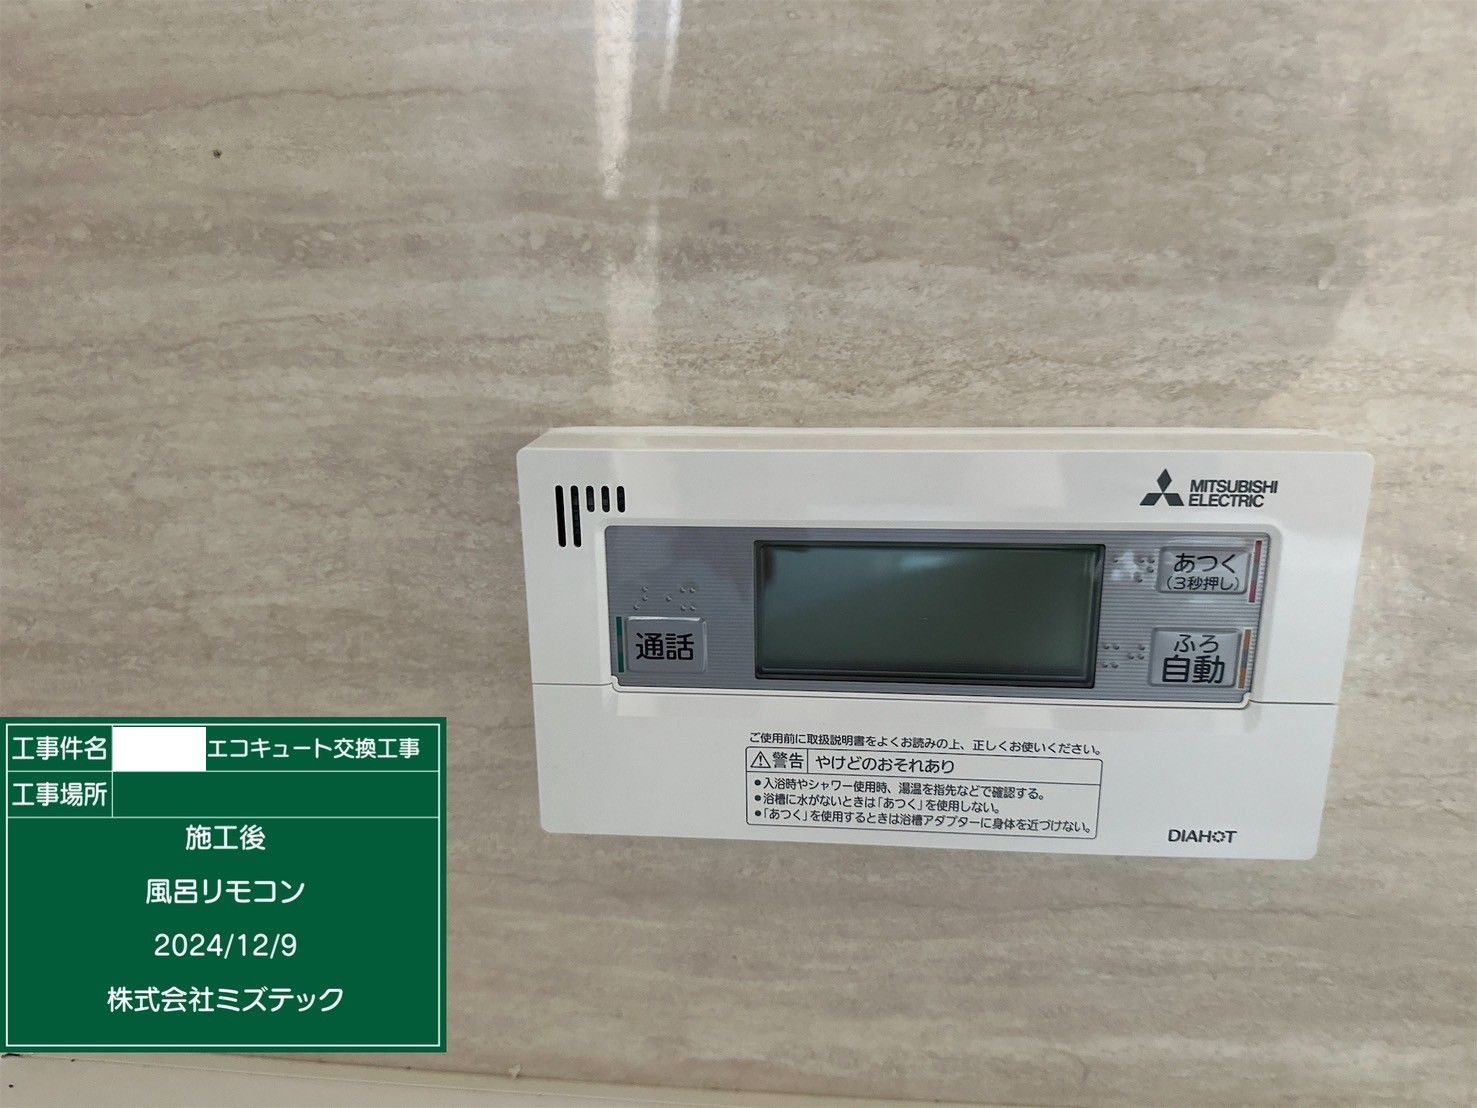 MITSUBISHI
ELECTRIC
あつく
(3秒押し)
通話
ふろ
自動
ご使用前に取扱説明書をよくお読みの上、正しくお使いください。
警告 やけどのおそれあり
●入浴時やシャワー使用時、湯温を指先などで確認する。
●浴槽に水がないときは「あつく」を使用しない。
●「あつく」を使用するときは浴槽アダプターに身体を近づけない。
DIAHOT
工事件名 エコキュート交換工事
工事場所
施工後
風呂リモコン
2024/12/9
株式会社ミズテック